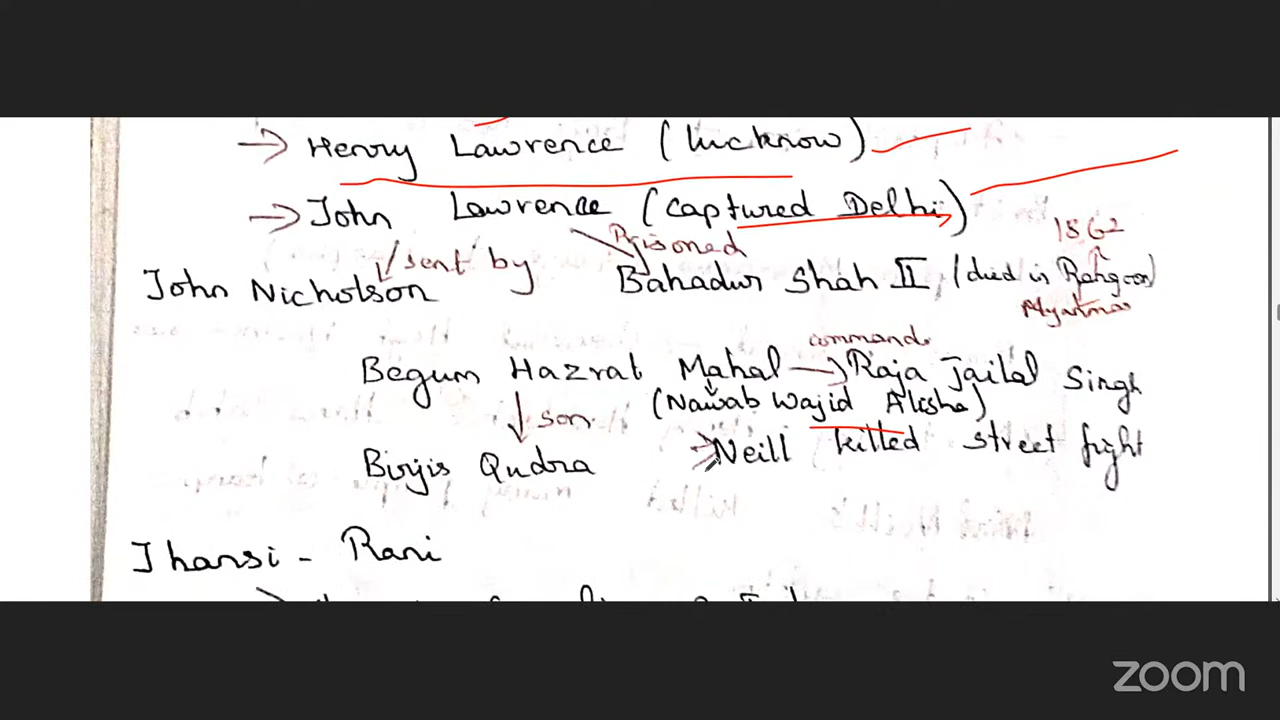 → Henry Lawrence (lucknow)
→ John Lawrence (captured Delhi)
Prisoned
1862
sent by
John Nicholson Bahadur Shah II (died in Rangoon)
Myanmar
command
Begum Hazrat Mahal → Raja Jailal Singh
(Nawab Wajid Alisha)
son
→ Neill killed street fight
Birjis Qudra
Jhansi - Rani
zoom